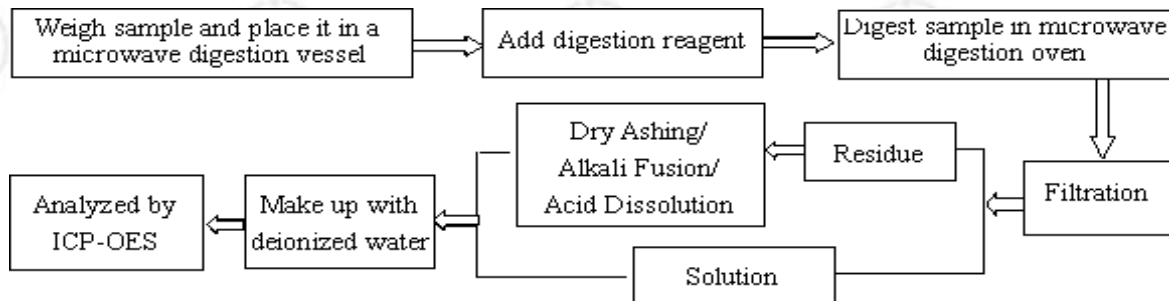 Weigh sample and place it in a
microwave digestion vessel
Add digestion reagent
Digest sample in microwave
digestion oven
Filtration
Residue
Dry Ashing/
Alkali Fusion/
Acid Dissolution
Solution
Make up with
deionized water
Analyzed by
ICP-OES